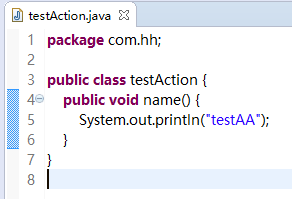 testAction.java
1 package com.hh;
2
3 public class testAction {
4 public void name() {
5 System.out.println("testAA");
6 }
7 }
8